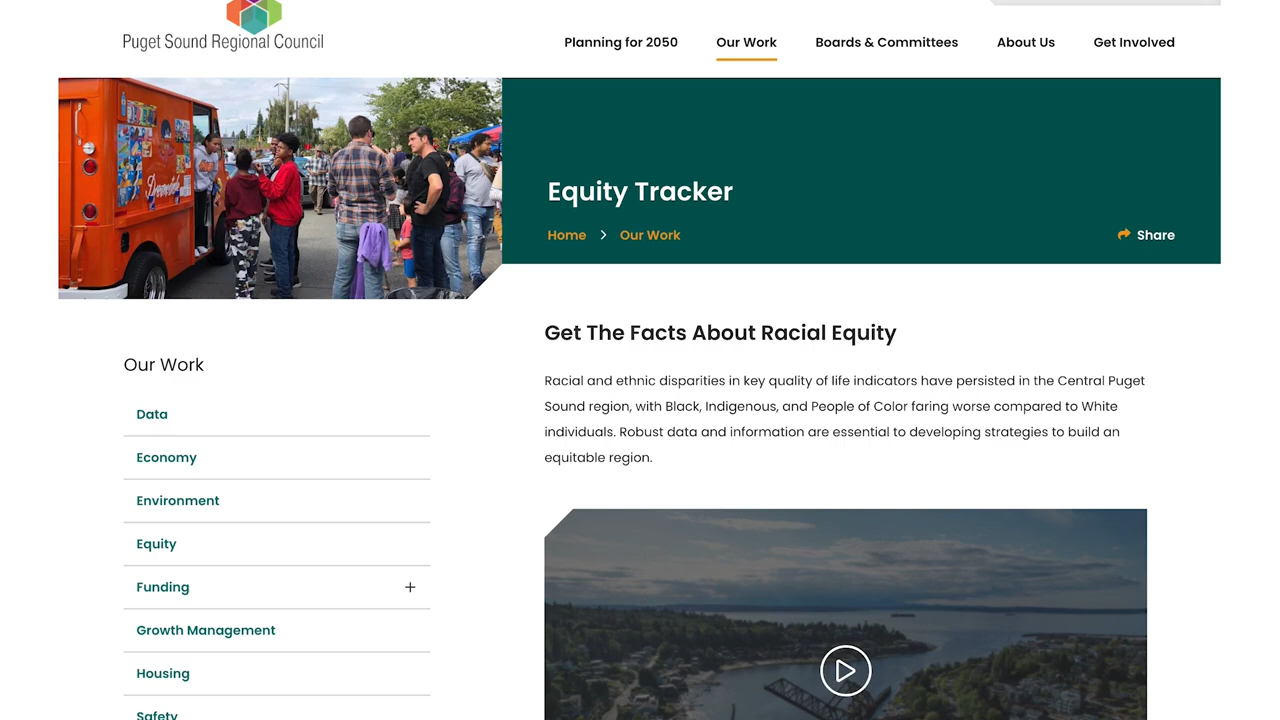 Puget Sound Regional Council
Planning for 2050
Our Work
Boards & Committees
About Us
Get Involved
Equity Tracker
Home
Our Work
Share
Get The Facts About Racial Equity
Racial and ethnic disparities in key quality of life indicators have persisted in the Central Puget
Sound region, with Black, Indigenous, and People of Color faring worse compared to White
individuals. Robust data and information are essential to developing strategies to build an
equitable region.
Our Work
Data
Economy
Environment
Equity
Funding
Growth Management
Housing
Safety